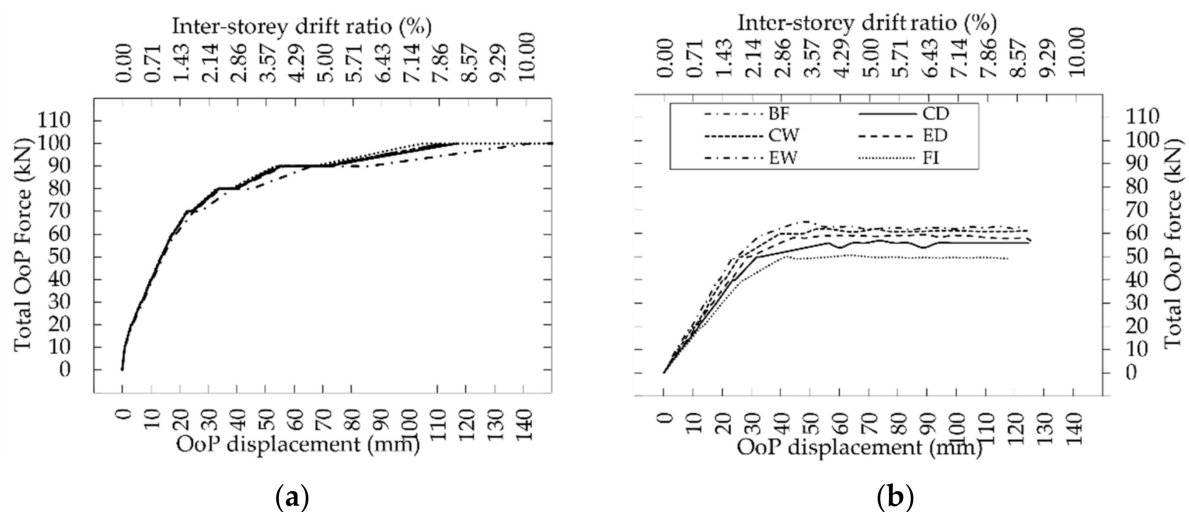 Inter-storey drift ratio (%)
0.00 0.71 1.43 2.14 2.86 3.57 4.29 5.00 5.71 6.43 7.14 7.86 8.57 9.29 10.00
Total OoP Force (kN)
110
100
90
80
70
60
50
40
30
20
10
0
0 10 20 30 40 50 60 70 80 90 100 110 120 130 140
OoP displacement (mm)
(a)
Inter-storey drift ratio (%)
0.00 0.71 1.43 2.14 2.86 3.57 4.29 5.00 5.71 6.43 7.14 7.86 8.57 9.29 10.00
BF CD
CW ED
EW FI
110
100
90
80
70
60
50
40
30
20
10
0
Total OoP force (kN)
0 10 20 30 40 50 60 70 80 90 100 110 120 130 140
OoP displacement (mm)
(b)